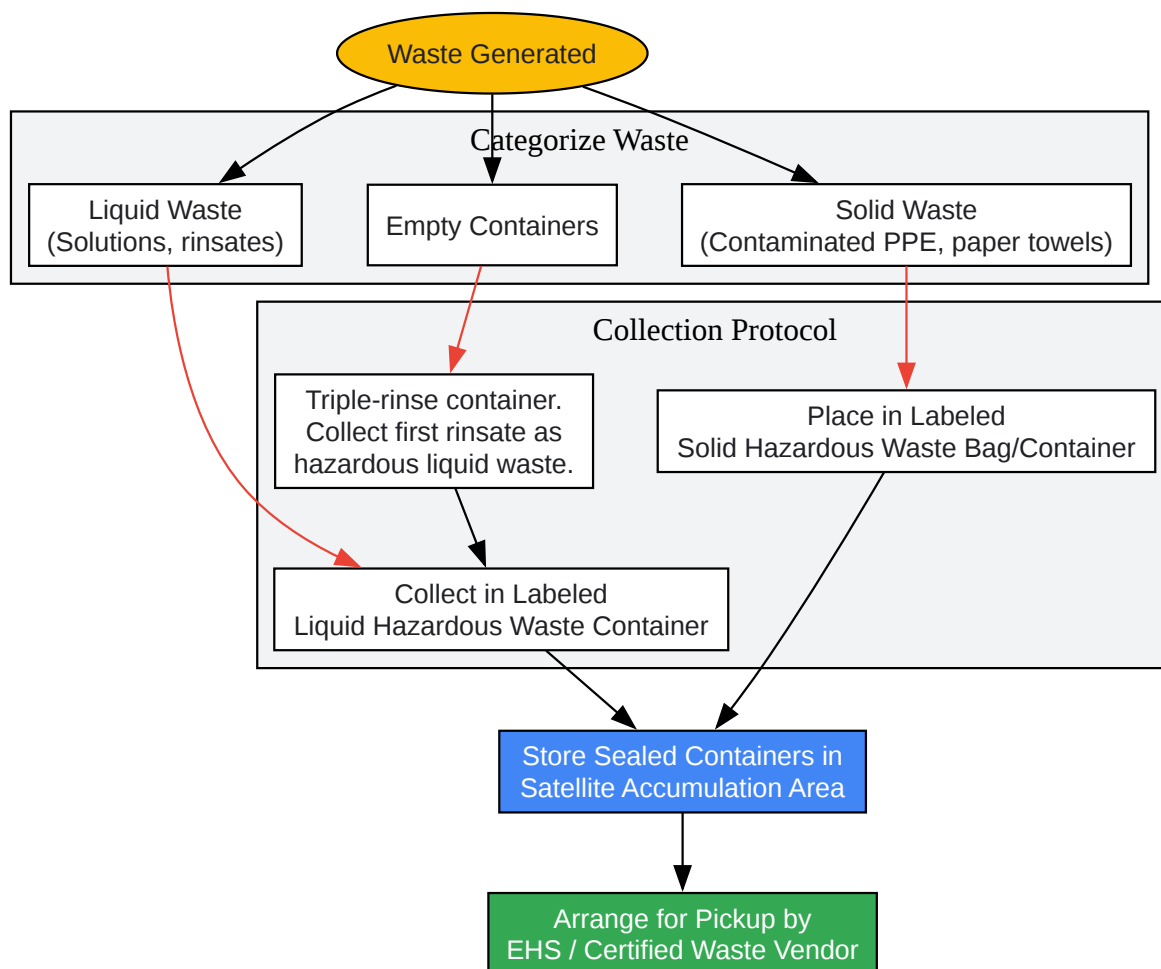 Waste Generated
Categorize Waste
Liquid Waste
(Solutions, rinsates)
Empty Containers
Solid Waste
(Contaminated PPE, paper towels)
Collection Protocol
Triple-rinse container.
Collect first rinsate as
hazardous liquid waste.
Place in Labeled
Solid Hazardous Waste Bag/Container
Collect in Labeled
Liquid Hazardous Waste Container
Store Sealed Containers in
Satellite Accumulation Area
Arrange for Pickup by
EHS / Certified Waste Vendor